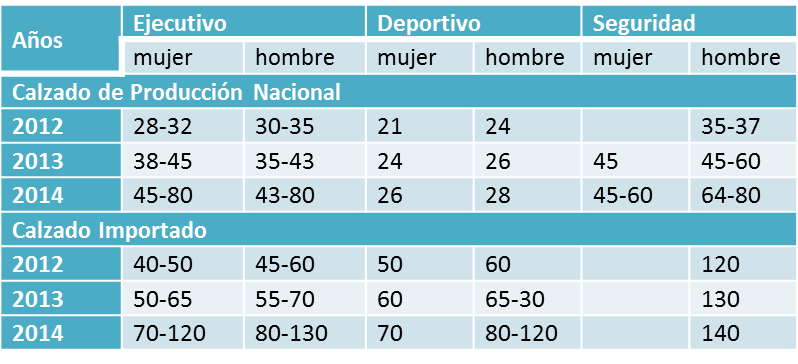 Años Ejecutivo Deportivo Seguridad
mujer hombre mujer hombre mujer hombre
Calzado de Producción Nacional
2012 28-32 30-35 21 24 35-37
2013 38-45 35-43 24 26 45 45-60
2014 45-80 43-80 26 28 45-60 64-80
Calzado Importado
2012 40-50 45-60 50 60 120
2013 50-65 55-70 60 65-30 130
2014 70-120 80-130 70 80-120 140